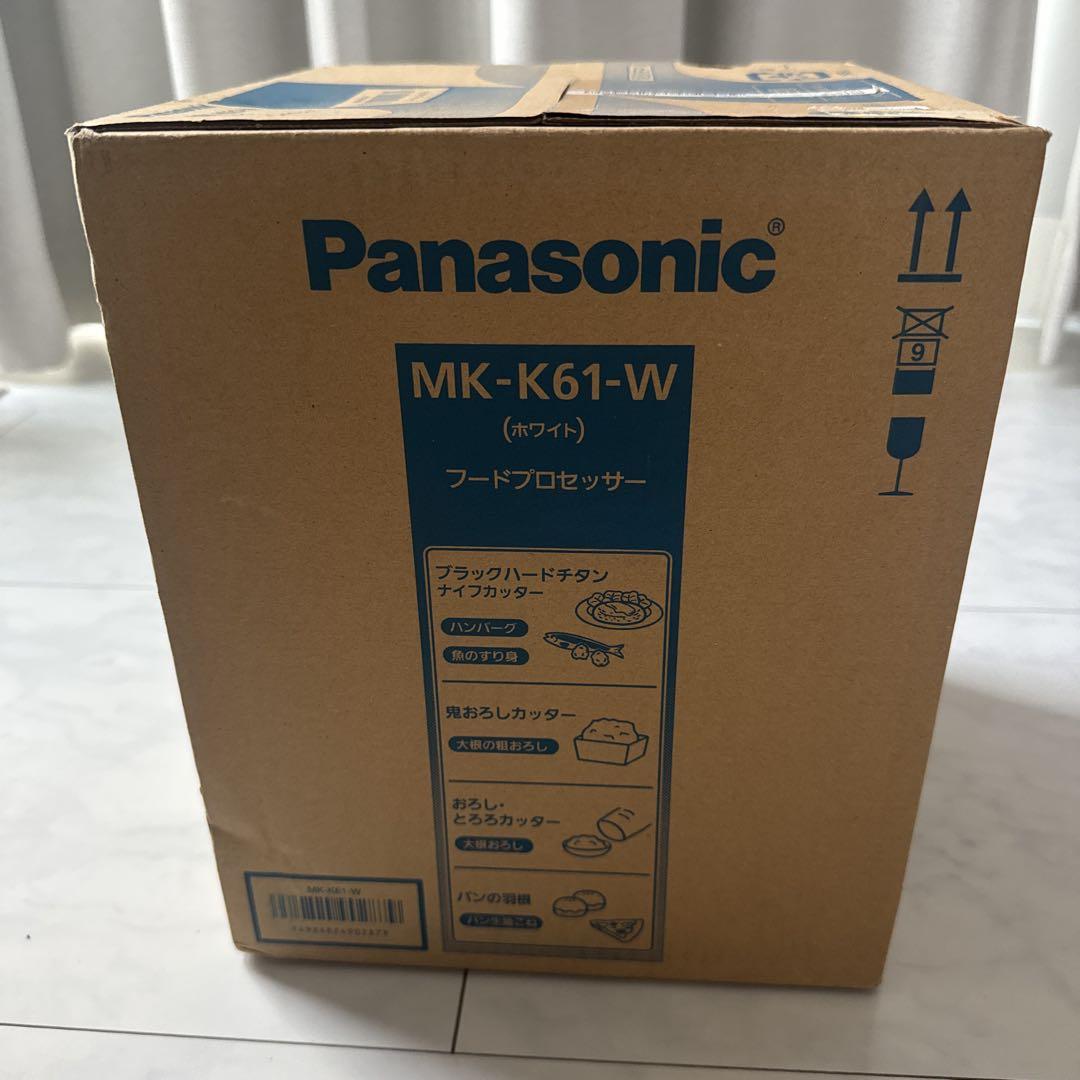 Panasonic®
MK-K61-W
(ホワイト)
フードプロセッサー
9
ブラックハードチタン
ナイフカッター
ハンバーグ
魚のすり身
鬼おろしカッター
大根の粗おろし
おろし・
とろろカッター
大根おろし
パンの羽根
パン生地こね
MK-K61-W